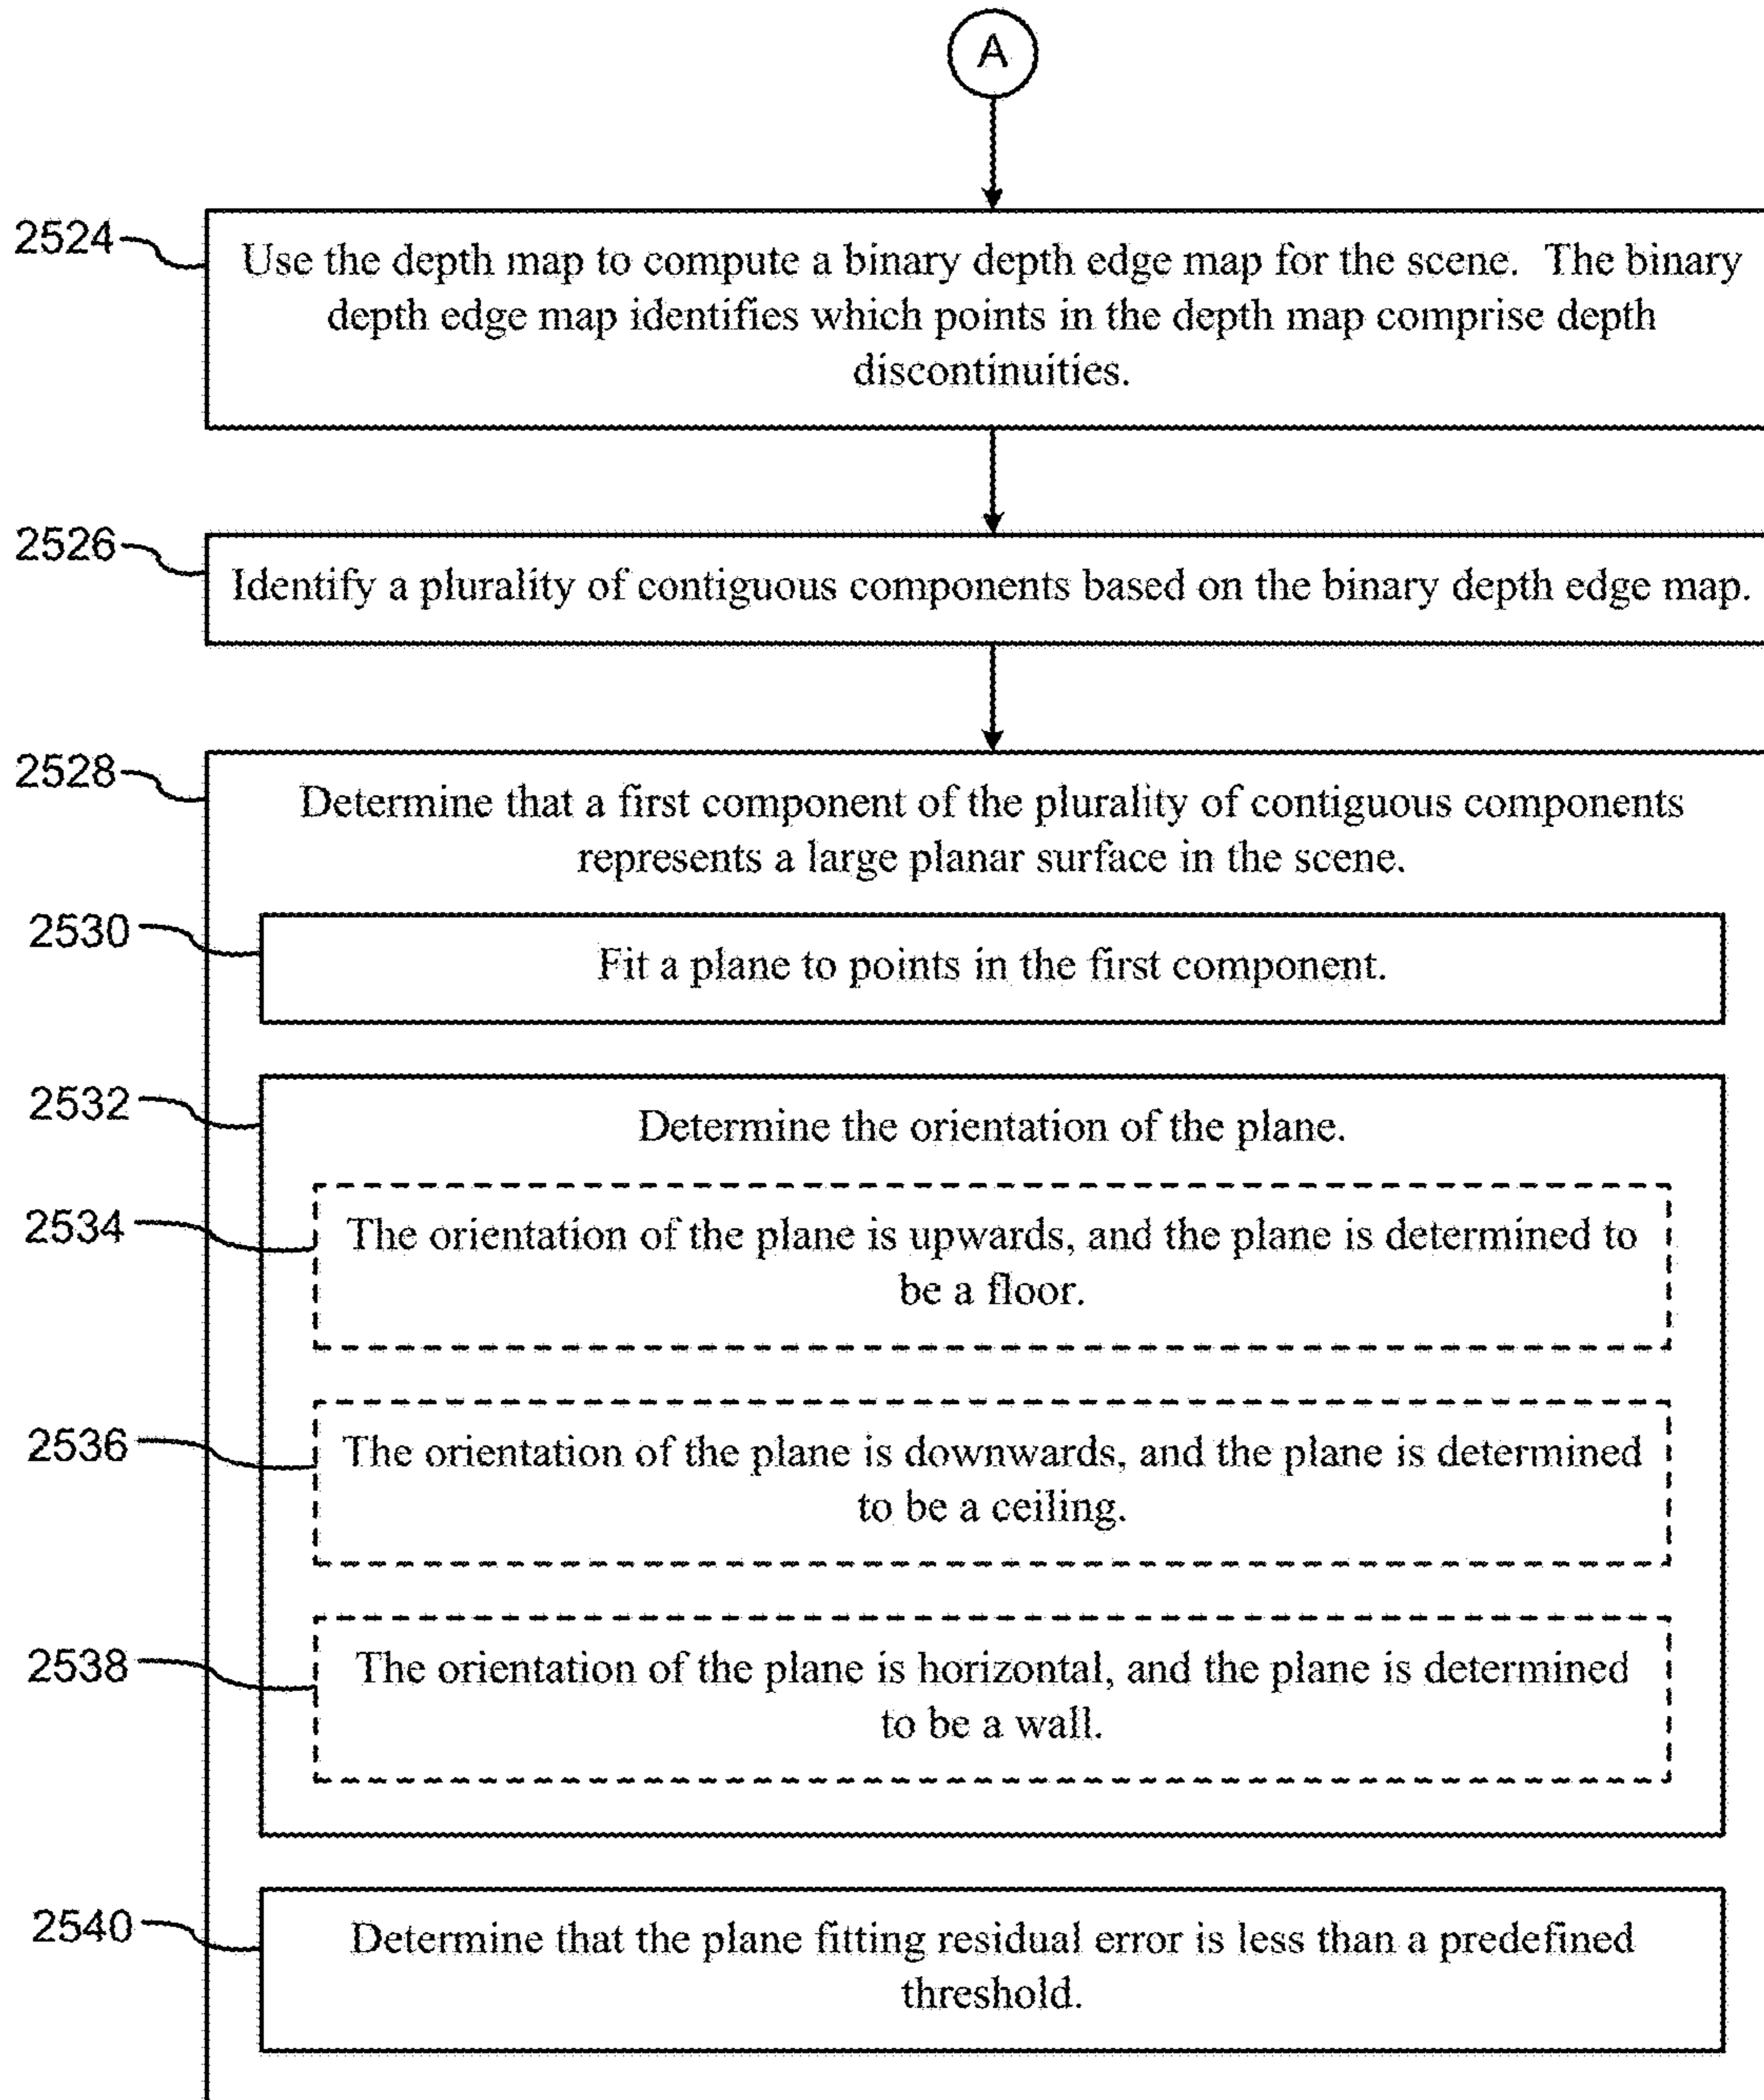 A
2524
Use the depth map to compute a binary depth edge map for the scene. The binary
depth edge map identifies which points in the depth map comprise depth
discontinuities.
2526
Identify a plurality of contiguous components based on the binary depth edge map.
2528
Determine that a first component of the plurality of contiguous components
represents a large planar surface in the scene.
2530
Fit a plane to points in the first component.
2532
Determine the orientation of the plane.
2534
The orientation of the plane is upwards, and the plane is determined to
be a floor.
2536
The orientation of the plane is downwards, and the plane is determined
to be a ceiling.
2538
The orientation of the plane is horizontal, and the plane is determined
to be a wall.
2540
Determine that the plane fitting residual error is less than a predefined
threshold.